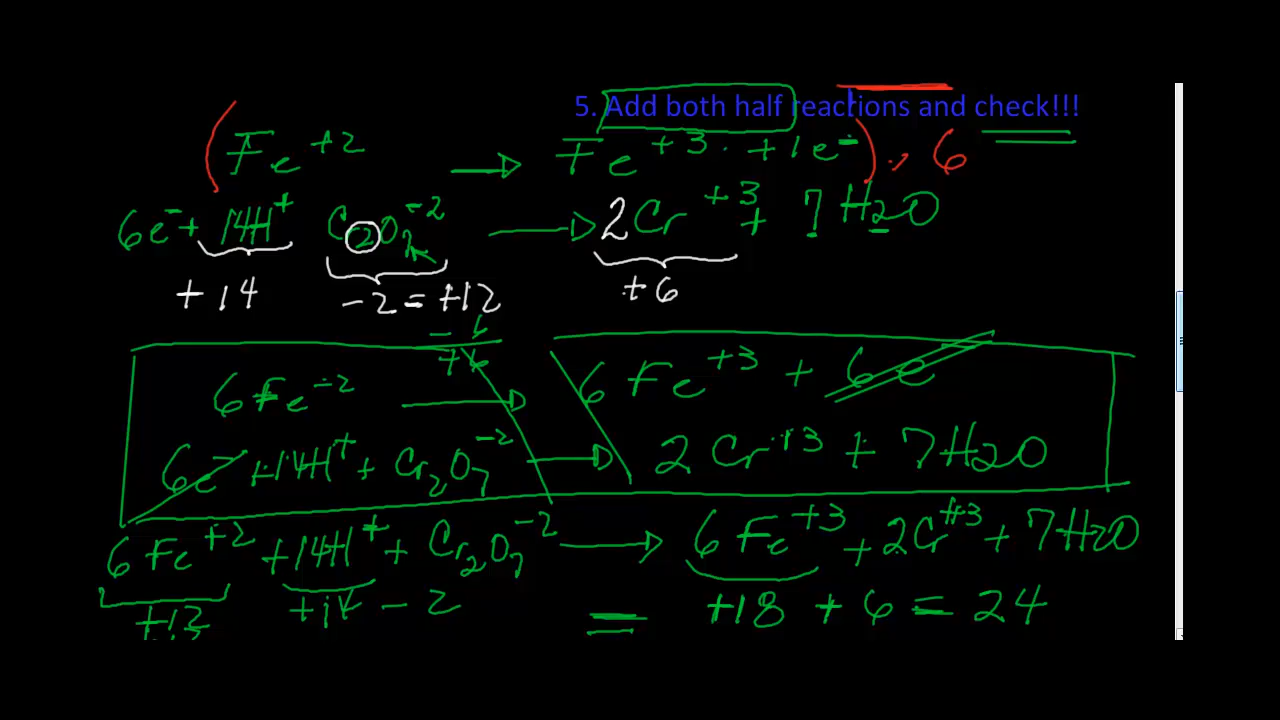 5. Add both half reactions and check!!!
( Fe +2 → Fe +3 + 1e- ) · 6
6e- + 14H+ Cr2O7 -2 → 2Cr +3 + 7H2O
+14 -2 = +12 +6
- 6
6Fe -2 → 6Fe +3 + 6e
6e- + 14H+ + Cr2O7 -2 → 2Cr +3 + 7H2O
6Fe +2 + 14H+ + Cr2O7 -2 → 6Fe +3 + 2Cr +3 + 7H2O
+12 +14 - 2 = +18 + 6 = 24